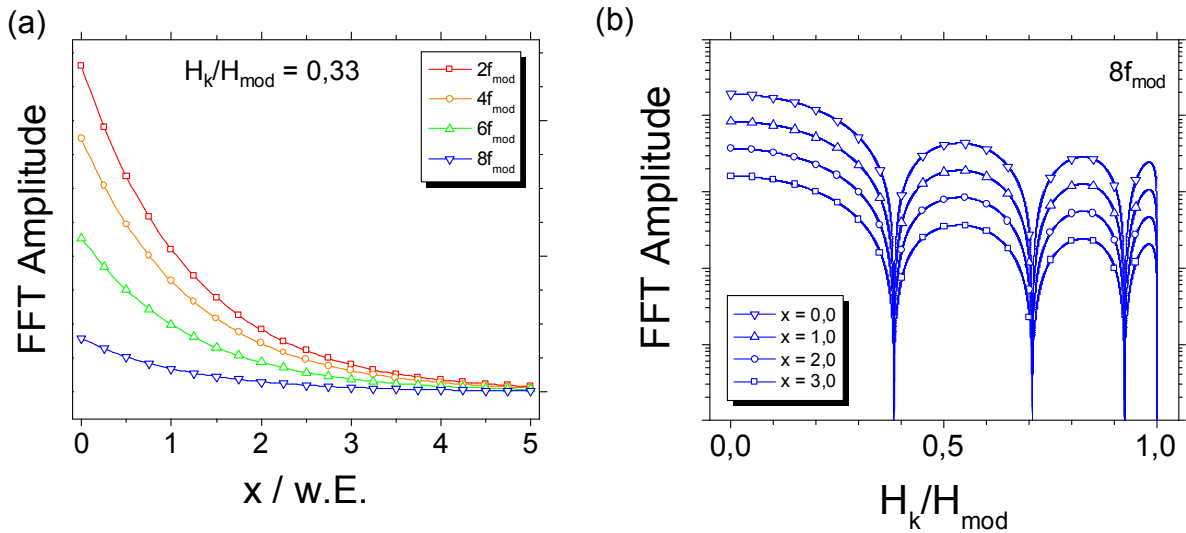 (a)
H_k/H_mod = 0,33
2f_mod
4f_mod
6f_mod
8f_mod
FFT Amplitude
0 1 2 3 4 5
x / w.E.
(b)
8f_mod
FFT Amplitude
x = 0,0
x = 1,0
x = 2,0
x = 3,0
0,0 0,5 1,0
H_k/H_mod